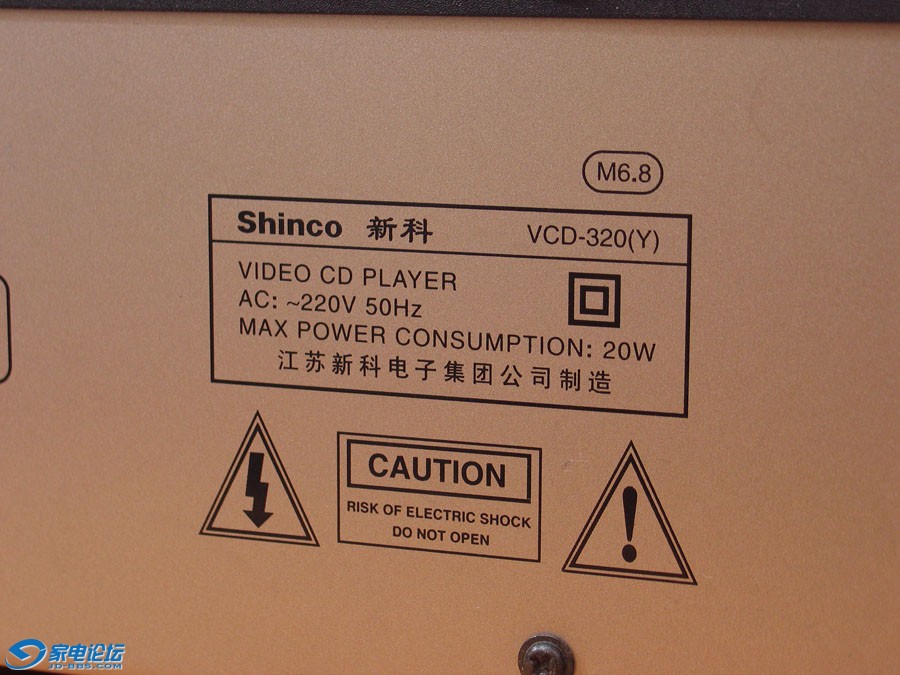 M6.8
Shinco 新科 VCD-320(Y)
VIDEO CD PLAYER
AC: ~220V 50Hz
MAX POWER CONSUMPTION: 20W
江苏新科电子集团公司制造
CAUTION
RISK OF ELECTRIC SHOCK
DO NOT OPEN
家电论坛
JD-BBS.COM